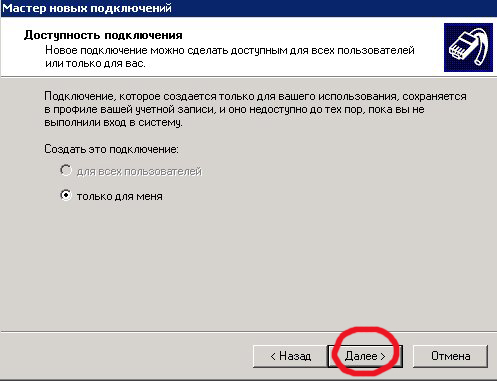 Мастер новых подключений
Доступность подключения
Новое подключение можно сделать доступным для всех пользователей
или только для вас.
Подключение, которое создается только для вашего использования, сохраняется
в профиле вашей учетной записи, и оно недоступно до тех пор, пока вы не
выполнили вход в систему.
Создать это подключение:
для всех пользователей
только для меня
< Назад
Далее >
Отмена